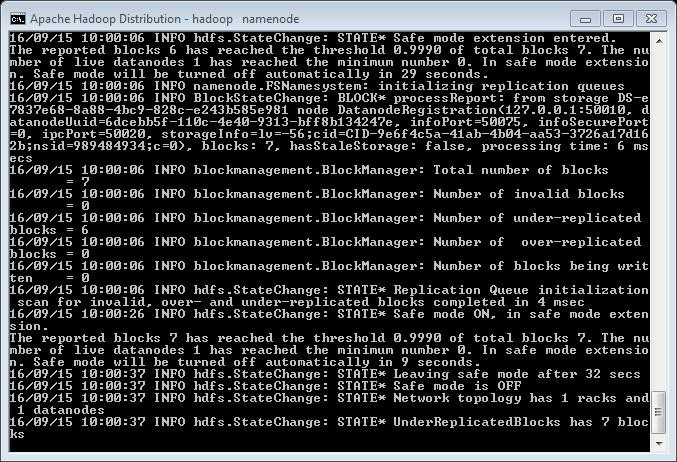 Apache Hadoop Distribution - hadoop namenode
16/09/15 10:00:06 INFO hdfs.StateChange: STATE* Safe mode extension entered.
The reported blocks 6 has reached the threshold 0.9990 of total blocks 7. The nu
mber of live datanodes 1 has reached the minimum number 0. In safe mode extensio
n. Safe mode will be turned off automatically in 29 seconds.
16/09/15 10:00:06 INFO namenode.FSNamesystem: initializing replication queues
16/09/15 10:00:06 INFO BlockStateChange: BLOCK* processReport: from storage DS-e
7837e68-8a88-4bc9-828c-e243b585e981 node DatanodeRegistration(127.0.0.1:50010, d
atanodeUuid=6dcebb5f-110c-4e40-9313-bff8b134247e, infoPort=50075, infoSecurePort
=0, ipcPort=50020, storageInfo=lv=-56;cid=CID-9e6f4c5a-41ab-4b04-aa53-3726a17d16
2b;nsid=989484934;c=0), blocks: 7, hasStaleStorage: false, processing time: 6 ms
ecs
16/09/15 10:00:06 INFO blockmanagement.BlockManager: Total number of blocks
= 7
16/09/15 10:00:06 INFO blockmanagement.BlockManager: Number of invalid blocks
= 0
16/09/15 10:00:06 INFO blockmanagement.BlockManager: Number of under-replicated
blocks = 6
16/09/15 10:00:06 INFO blockmanagement.BlockManager: Number of  over-replicated
blocks = 0
16/09/15 10:00:06 INFO blockmanagement.BlockManager: Number of blocks being writ
ten    = 0
16/09/15 10:00:06 INFO hdfs.StateChange: STATE* Replication Queue initialization
scan for invalid, over- and under-replicated blocks completed in 4 msec
16/09/15 10:00:26 INFO hdfs.StateChange: STATE* Safe mode ON, in safe mode exten
sion.
The reported blocks 7 has reached the threshold 0.9990 of total blocks 7. The nu
mber of live datanodes 1 has reached the minimum number 0. In safe mode extensio
n. Safe mode will be turned off automatically in 9 seconds.
16/09/15 10:00:37 INFO hdfs.StateChange: STATE* Leaving safe mode after 32 secs
16/09/15 10:00:37 INFO hdfs.StateChange: STATE* Safe mode is OFF
16/09/15 10:00:37 INFO hdfs.StateChange: STATE* Network topology has 1 racks and
1 datanodes
16/09/15 10:00:37 INFO hdfs.StateChange: STATE* UnderReplicatedBlocks has 7 bloc
ks